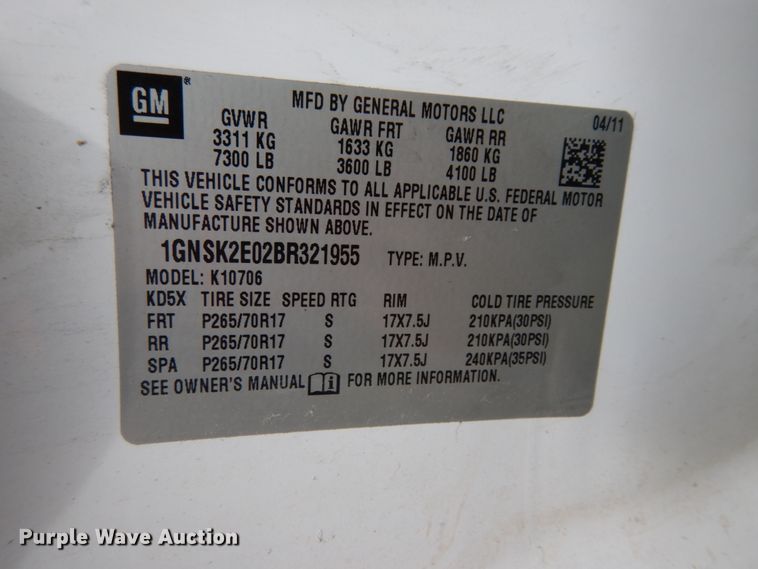 GM® MFD BY GENERAL MOTORS LLC 04/11
GVWR GAWR FRT GAWR RR
3311 KG 1633 KG 1860 KG
7300 LB 3600 LB 4100 LB
THIS VEHICLE CONFORMS TO ALL APPLICABLE U.S. FEDERAL MOTOR
VEHICLE SAFETY STANDARDS IN EFFECT ON THE DATE OF
MANUFACTURE SHOWN ABOVE.
1GNSK2E02BR321955 TYPE: M.P.V.
MODEL: K10706
KD5X TIRE SIZE SPEED RTG RIM COLD TIRE PRESSURE
FRT P265/70R17 S 17X7.5J 210KPA(30PSI)
RR P265/70R17 S 17X7.5J 210KPA(30PSI)
SPA P265/70R17 S 17X7.5J 240KPA(35PSI)
SEE OWNER'S MANUAL i FOR MORE INFORMATION.
Purple Wave Auction